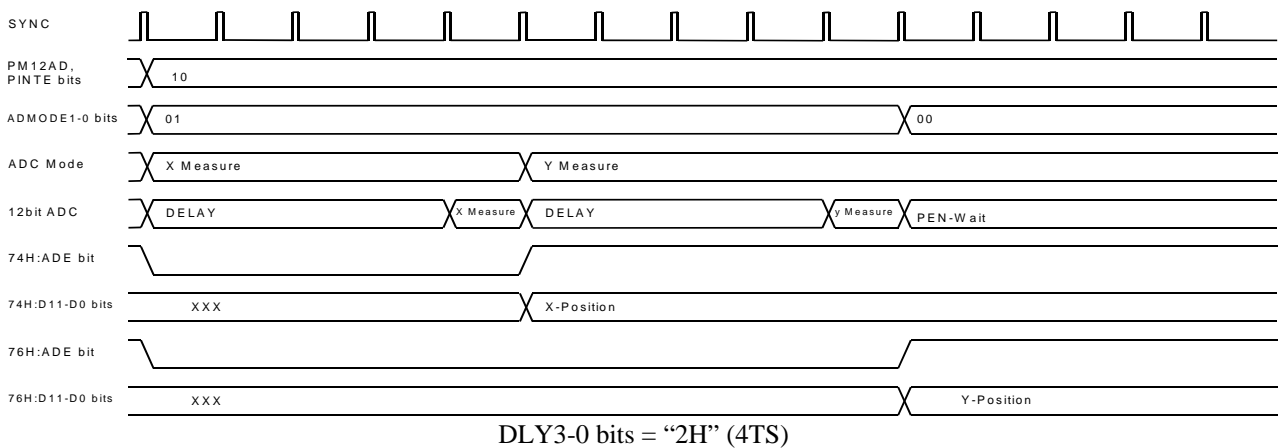 SYNC
PM12AD,
PINTE bits
10
ADMODE1-0 bits
01
00
ADC Mode
X Measure
Y Measure
12bit ADC
DELAY
X Measure
DELAY
y Measure
PEN-Wait
74H:ADE bit
74H:D11-D0 bits
XXX
X-Position
76H:ADE bit
76H:D11-D0 bits
XXX
Y-Position
DLY3-0 bits = “2H” (4TS)